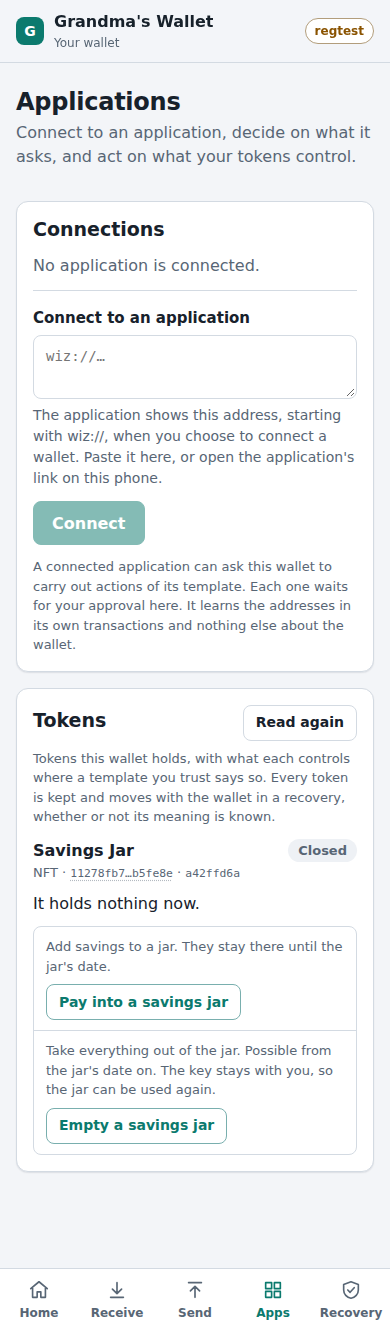 G
Grandma's Wallet
Your wallet
regtest
Applications
Connect to an application, decide on what it
asks, and act on what your tokens control.
Connections
No application is connected.
Connect to an application
wiz://…
The application shows this address, starting
with wiz://, when you choose to connect a
wallet. Paste it here, or open the application's
link on this phone.
Connect
A connected application can ask this wallet to
carry out actions of its template. Each one waits
for your approval here. It learns the addresses in
its own transactions and nothing else about the
wallet.
Tokens
Read again
Tokens this wallet holds, with what each controls
where a template you trust says so. Every token
is kept and moves with the wallet in a recovery,
whether or not its meaning is known.
Savings Jar
Closed
NFT · 11278fb7…b5fe8e · a42ffd6a
It holds nothing now.
Add savings to a jar. They stay there until the
jar's date.
Pay into a savings jar
Take everything out of the jar. Possible from
the jar's date on. The key stays with you, so
the jar can be used again.
Empty a savings jar
Home
Receive
Send
Apps
Recovery